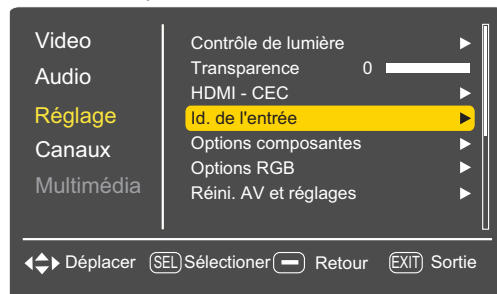 Video
Audio
Réglage
Canaux
Multimédia
Contrôle de lumière
Transparence 0
HDMI - CEC
Id. de l'entrée
Options composantes
Options RGB
Réini. AV et réglages
Déplacer SEL Sélectioner Retour EXIT Sortie